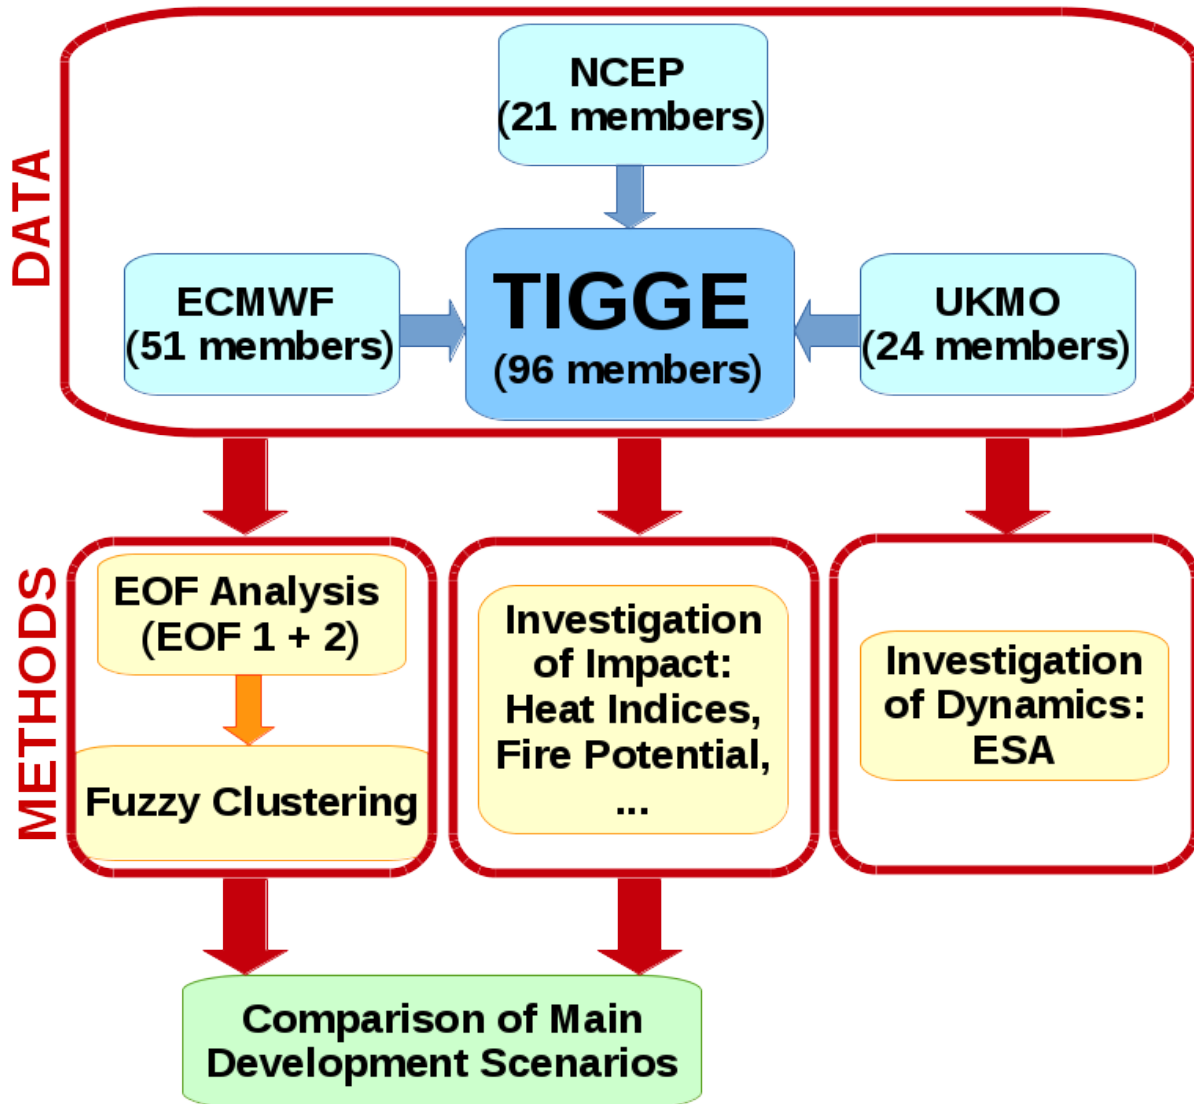 DATA
NCEP
(21 members)
ECMWF
(51 members)
TIGGE
(96 members)
UKMO
(24 members)
METHODS
EOF Analysis
(EOF 1 + 2)
Fuzzy Clustering
Investigation
of Impact:
Heat Indices,
Fire Potential,
...
Investigation
of Dynamics:
ESA
Comparison of Main
Development Scenarios